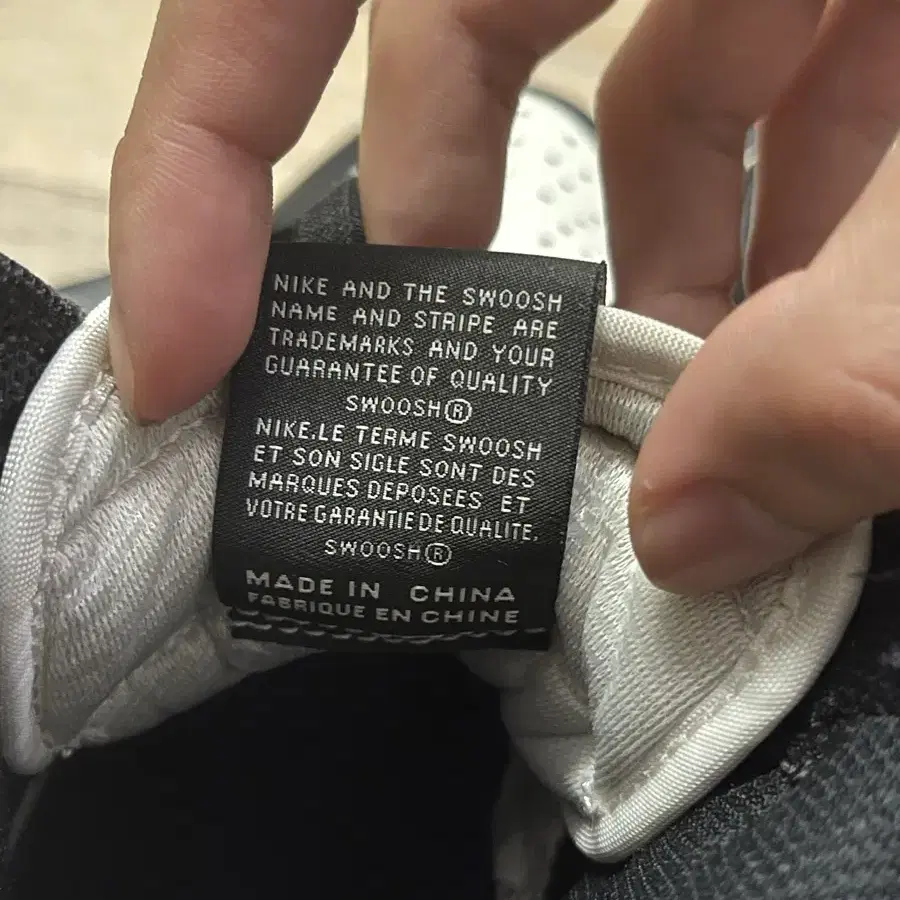 NIKE AND THE SWOOSH
NAME AND STRIPE ARE
TRADEMARKS AND YOUR
GUARANTEE OF QUALITY
SWOOSH®
NIKE.LE TERME SWOOSH
ET SON SIGLE SONT DES
MARQUES DEPOSEES ET
VOTRE GARANTIE DE QUALITE.
SWOOSH®
MADE IN CHINA
FABRIQUE EN CHINE